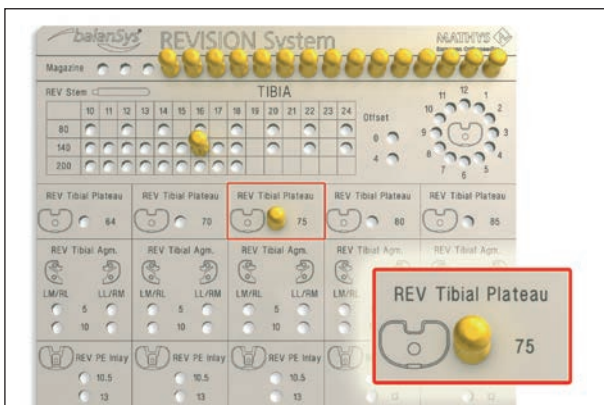 balanSys REVISION System MATHYS
Magazine
REV Stem TIBIA
10 11 12 13 14 15 16 17 18 19 20 21 22 23 24
80
140
200
Offset
0
4
12 1 2 3 4 5 6 7 8 9 10 11
REV Tibial Plateau REV Tibial Plateau REV Tibial Plateau REV Tibial Plateau REV Tibial Plateau
64 70 75 80 85
REV Tibial Agm. REV Tibial Agm. REV Tibial Agm. REV Tibial Agm. REV Tibial Agm.
LM/RL LL/RM LM/RL LL/RM LM/RL LL/RM
5 5 5
10 10 10
REV PE Inlay REV PE Inlay REV PE Inlay
10.5 10.5 10.5
13 13 13
REV Tibial Plateau
75